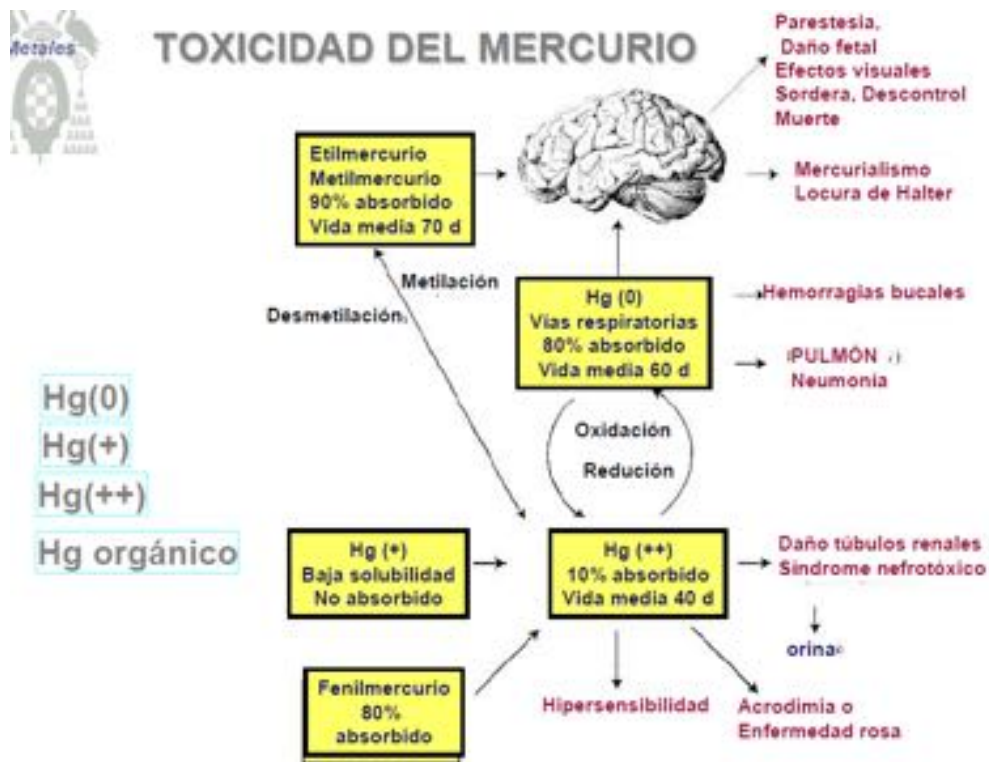 Metales
TOXICIDAD DEL MERCURIO
Parestesia,
Daño fetal
Efectos visuales
Sordera, Descontrol
Muerte
Etilmercurio
Metilmercurio
90% absorbido
Vida media 70 d
Mercurialismo
Locura de Halter
Metilación
Desmetilación
Hg (0)
Vias respiratorias
80% absorbido
Vida media 60 d
Hemorragias bucales
PULMÓN
Neumonía
Hg(0)
Hg(+)
Hg(++)
Hg orgánico
Oxidación
Redución
Hg (+)
Baja solubilidad
No absorbido
Hg (++)
10% absorbido
Vida media 40 d
Daño túbulos renales
Síndrome nefrotóxico
orina
Fenilmercurio
80%
absorbido
Hipersensibilidad
Acrodimia o
Enfermedad rosa